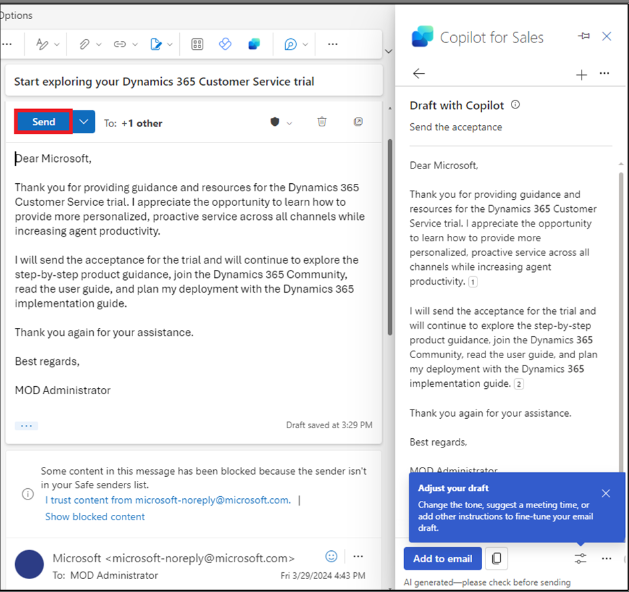 Options
Start exploring your Dynamics 365 Customer Service trial
Send
To: +1 other
Dear Microsoft,
Thank you for providing guidance and resources for the Dynamics 365
Customer Service trial. I appreciate the opportunity to learn how to
provide more personalized, proactive service across all channels while
increasing agent productivity.
I will send the acceptance for the trial and will continue to explore the
step-by-step product guidance, join the Dynamics 365 Community,
read the user guide, and plan my deployment with the Dynamics 365
implementation guide.
Thank you again for your assistance.
Best regards,
MOD Administrator
Draft saved at 3:29 PM
Some content in this message has been blocked because the sender isn't
in your Safe senders list.
I trust content from microsoft-noreply@microsoft.com. |
Show blocked content
Microsoft <microsoft-noreply@microsoft.com>
To: MOD Administrator
Fri 3/29/2024 4:43 PM
Copilot for Sales
Draft with Copilot
Send the acceptance
Dear Microsoft,
Thank you for providing guidance and
resources for the Dynamics 365 Customer
Service trial. I appreciate the opportunity
to learn how to provide more
personalized, proactive service across all
channels while increasing agent
productivity. 1
I will send the acceptance for the trial and
will continue to explore the step-by-step
product guidance, join the Dynamics 365
Community, read the user guide, and plan
my deployment with the Dynamics 365
implementation guide. 2
Thank you again for your assistance.
Best regards,
MOD Administrator
Adjust your draft
Change the tone, suggest a meeting time, or
add other instructions to fine-tune your email
draft.
Add to email
AI generated—please check before sending